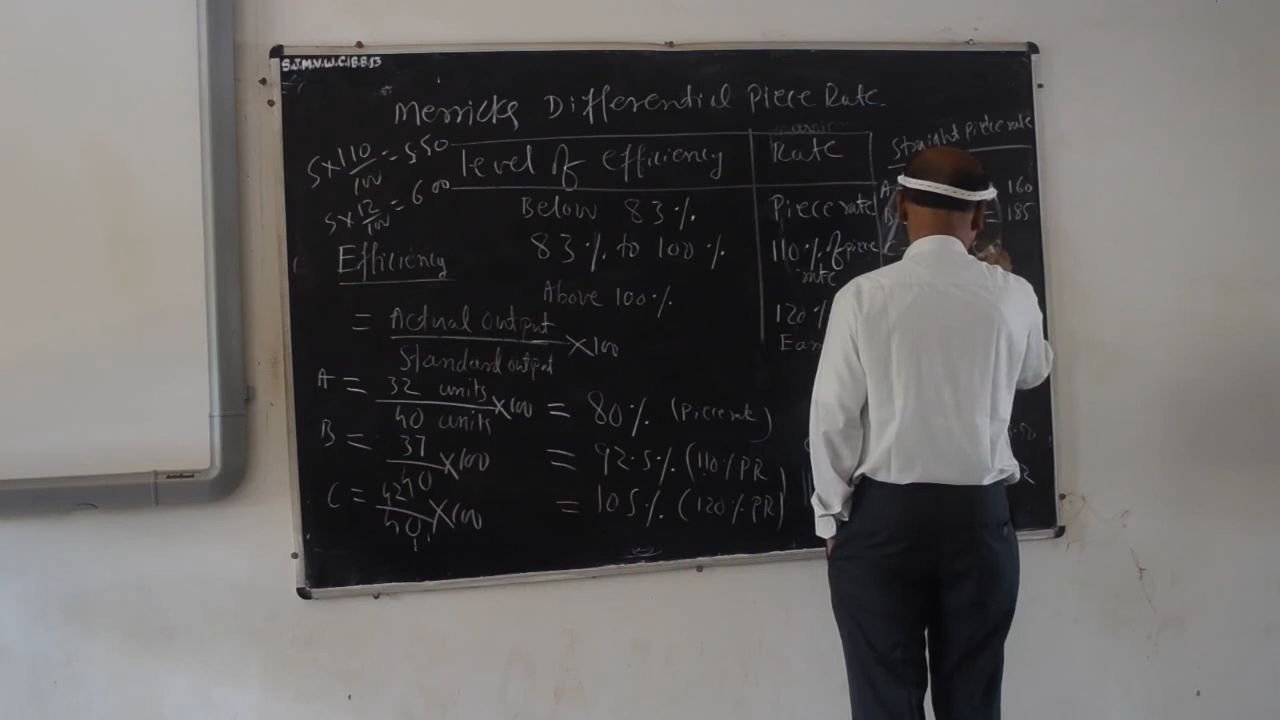 S.J.M.V.W.C.18.8.13
Merricks Differential Piece Rate
5 × 110/100 = 5.50
5 × 12/100 = 6.00
level of efficiency Rate
Below 83% Piece rate
83% to 100% 110% of piece rate
Above 100% 120%
Straight Piece rate
A 160
B = 185
C
Efficiency
= Actual output / Standard output × 100
A = 32 units / 40 units × 100 = 80% (Piece rate)
B = 37 / 40 × 100 = 92.5% (110% PR)
C = 42 / 40 × 100 = 105% (120% PR)